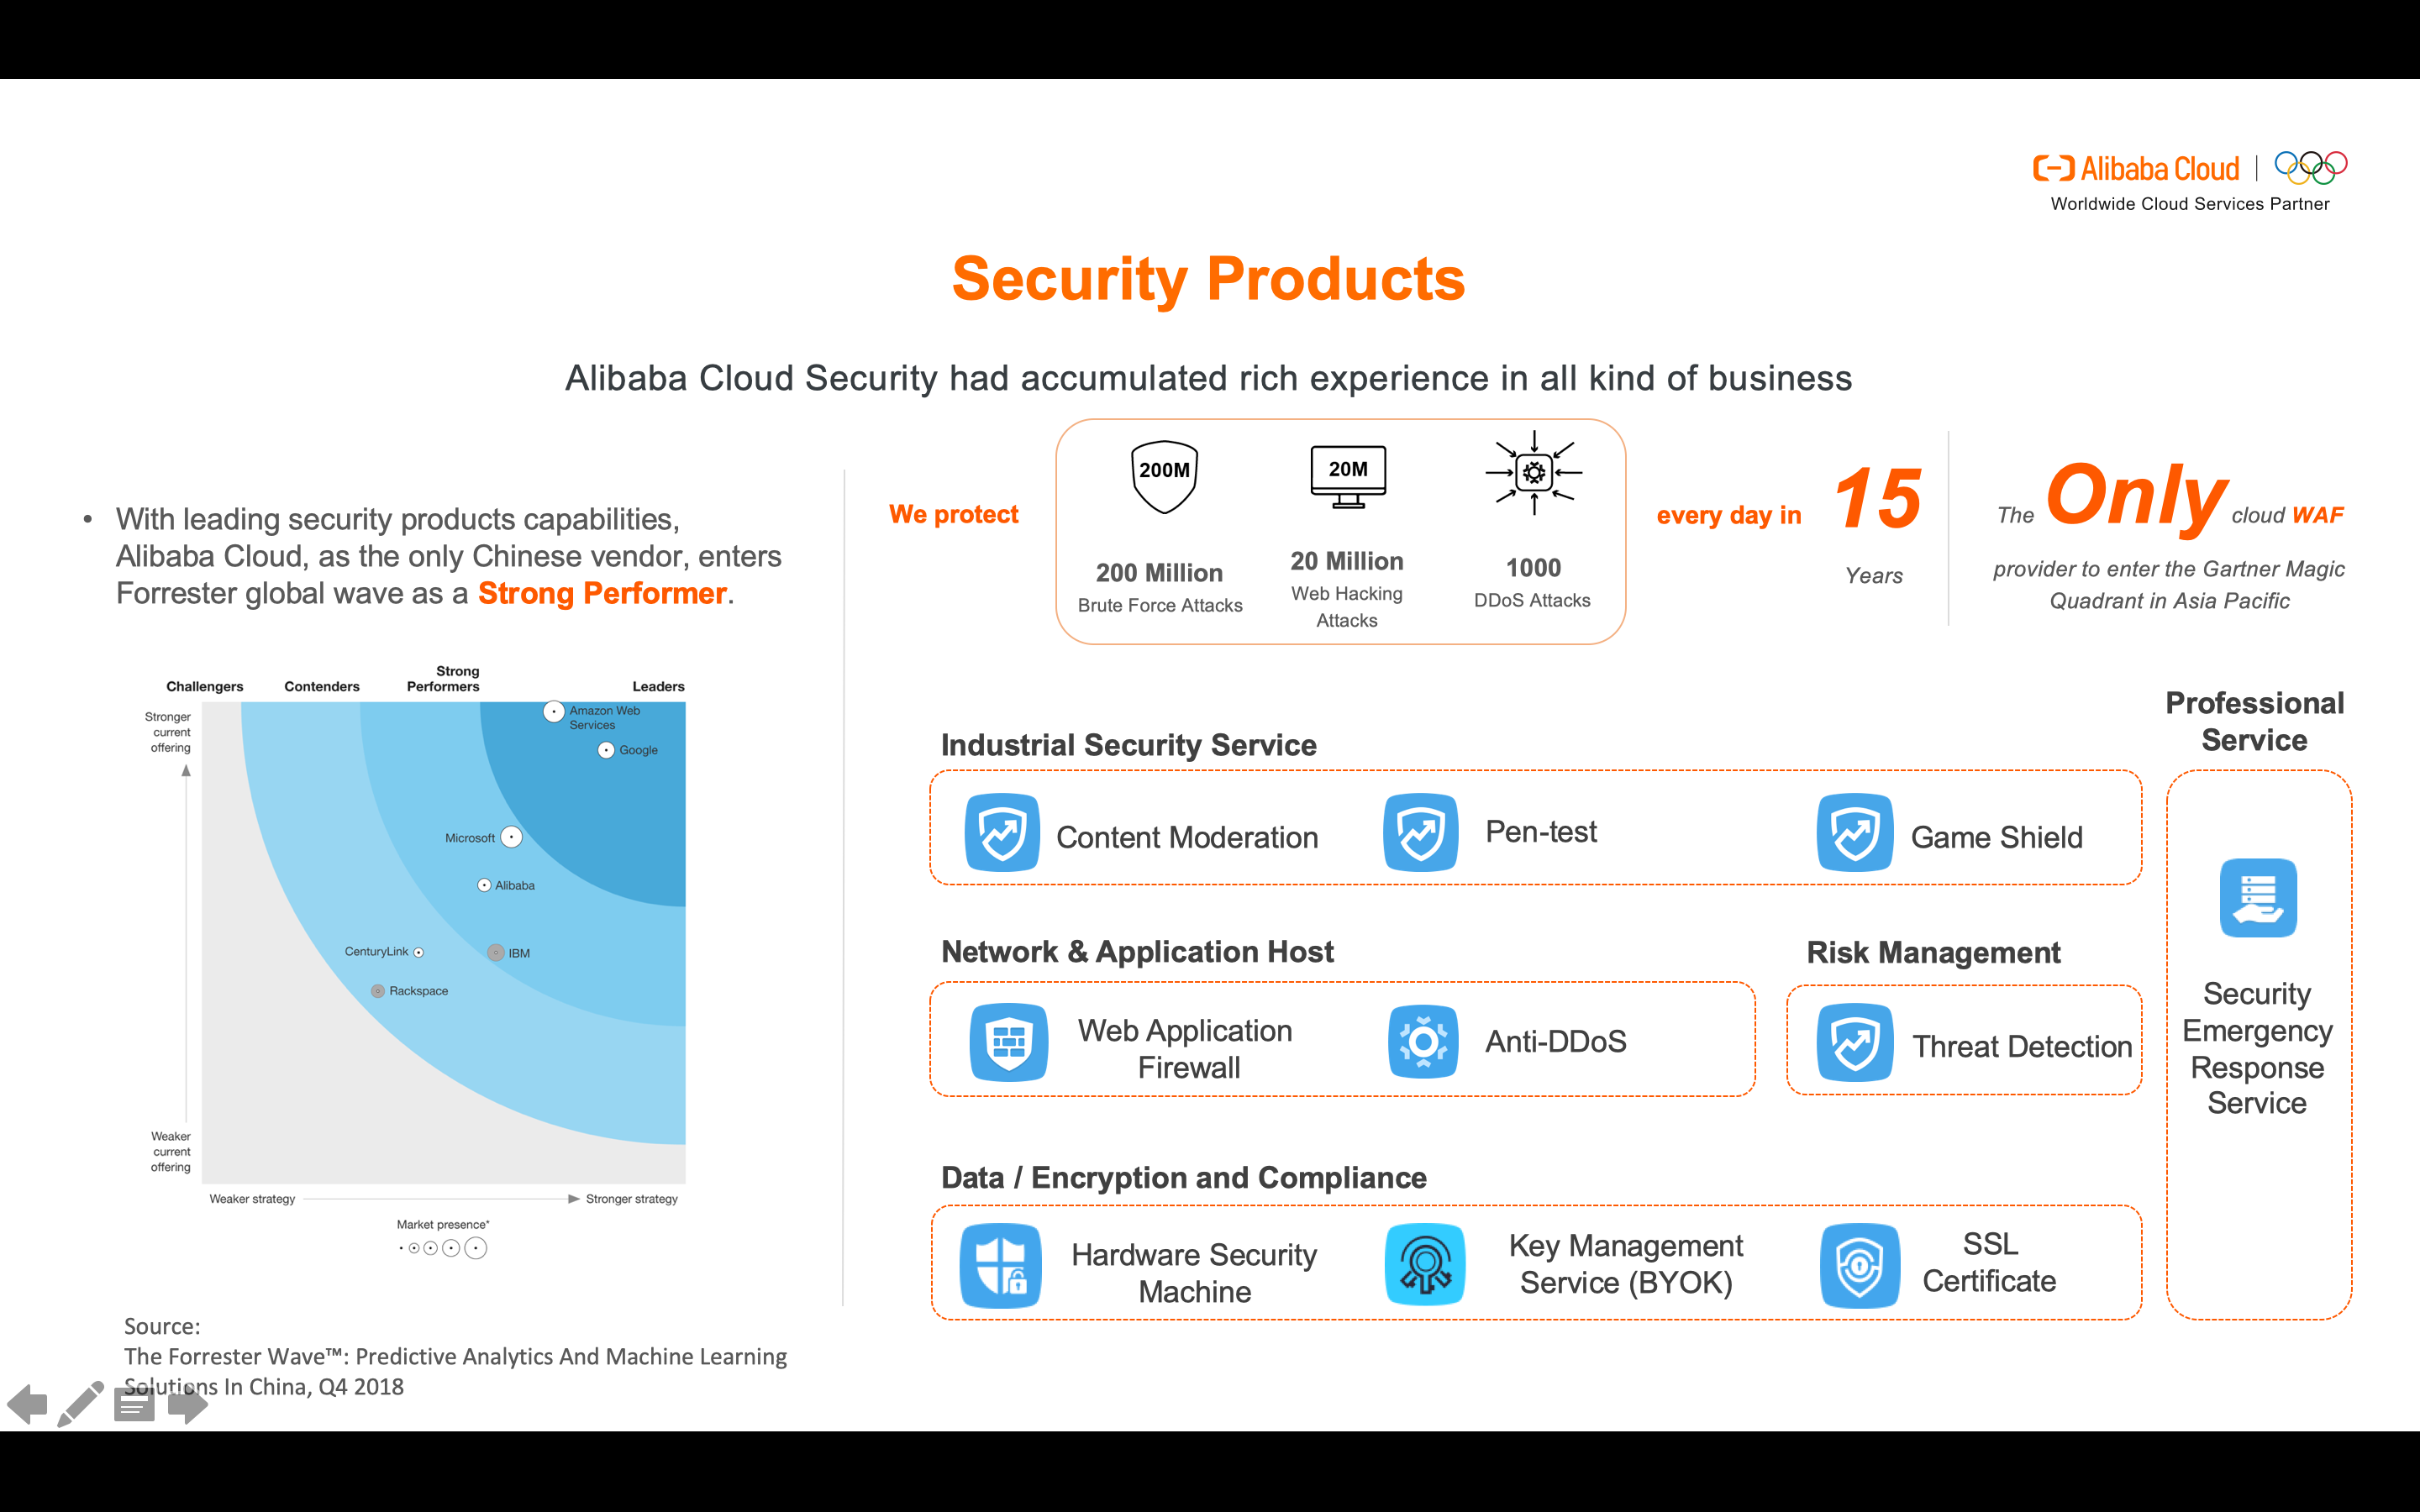 Alibaba Cloud
Worldwide Cloud Services Partner
Security Products
Alibaba Cloud Security had accumulated rich experience in all kind of business
• With leading security products capabilities,
Alibaba Cloud, as the only Chinese vendor, enters
Forrester global wave as a Strong Performer.
Challengers
Contenders
Strong
Performers
Leaders
Stronger
current
offering
Amazon Web
Services
Google
Microsoft
Alibaba
CenturyLink
IBM
Rackspace
Weaker
current
offering
Weaker strategy
Stronger strategy
Market presence*
Source:
The Forrester Wave™: Predictive Analytics And Machine Learning
Solutions In China, Q4 2018
We protect
200M
200 Million
Brute Force Attacks
20M
20 Million
Web Hacking
Attacks
1000
DDoS Attacks
every day in
15
Years
The Only cloud WAF
provider to enter the Gartner Magic
Quadrant in Asia Pacific
Industrial Security Service
Content Moderation
Pen-test
Game Shield
Network & Application Host
Web Application
Firewall
Anti-DDoS
Risk Management
Threat Detection
Data / Encryption and Compliance
Hardware Security
Machine
Key Management
Service (BYOK)
SSL
Certificate
Professional
Service
Security
Emergency
Response
Service